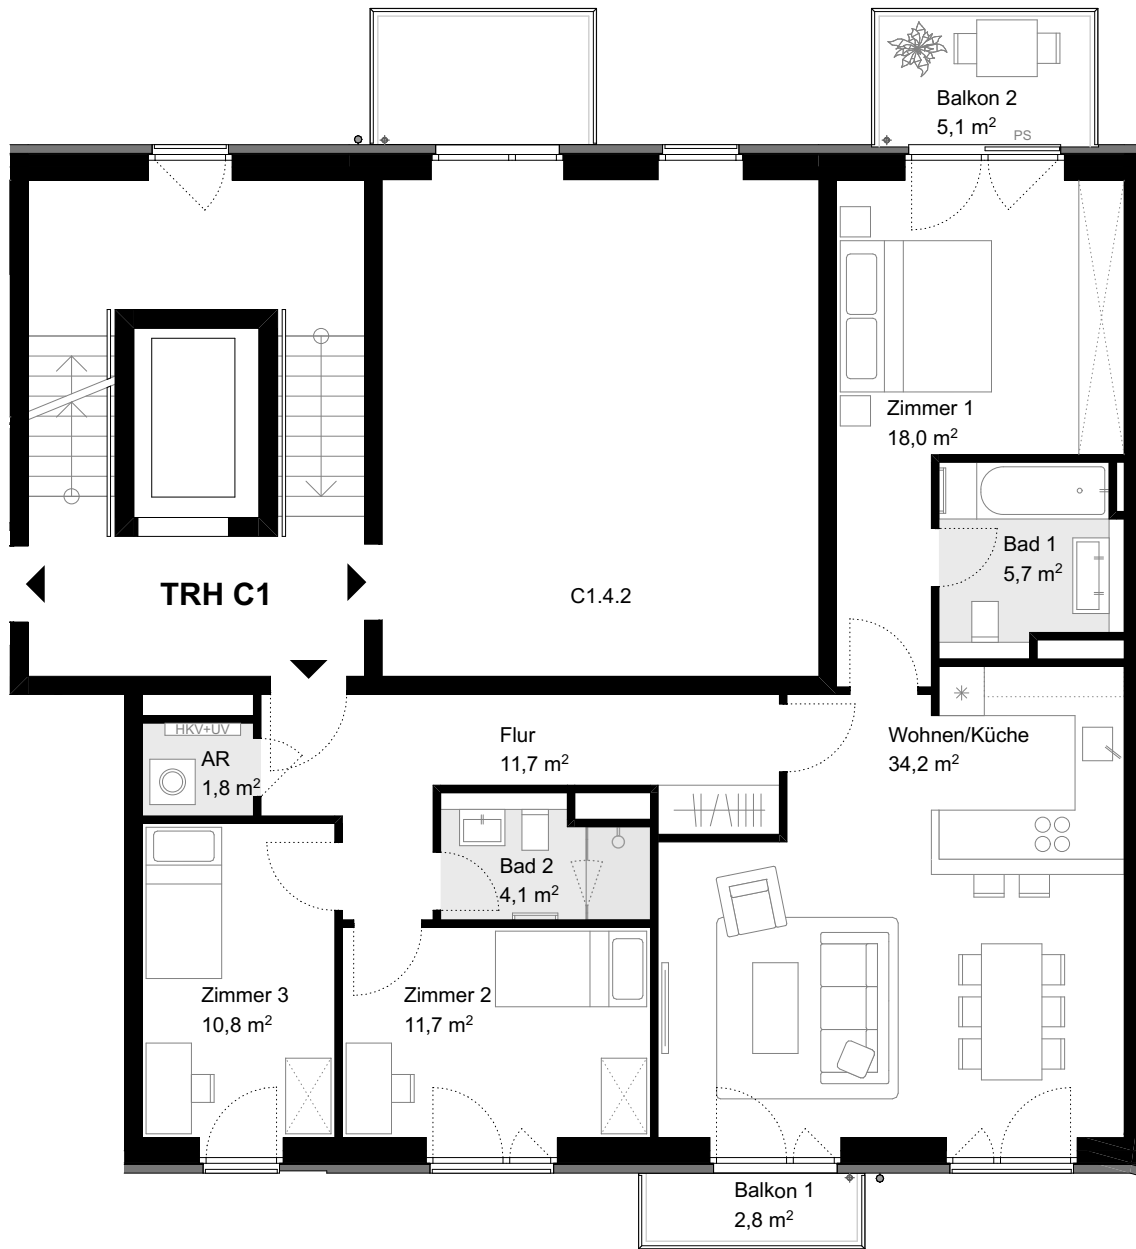 Balkon 2
5,1 m²
PS
Zimmer 1
18,0 m²
Bad 1
5,7 m²
TRH C1
C1.4.2
HKV+UV
AR
1,8 m²
Flur
11,7 m²
Wohnen/Küche
34,2 m²
Bad 2
4,1 m²
Zimmer 3
10,8 m²
Zimmer 2
11,7 m²
Balkon 1
2,8 m²